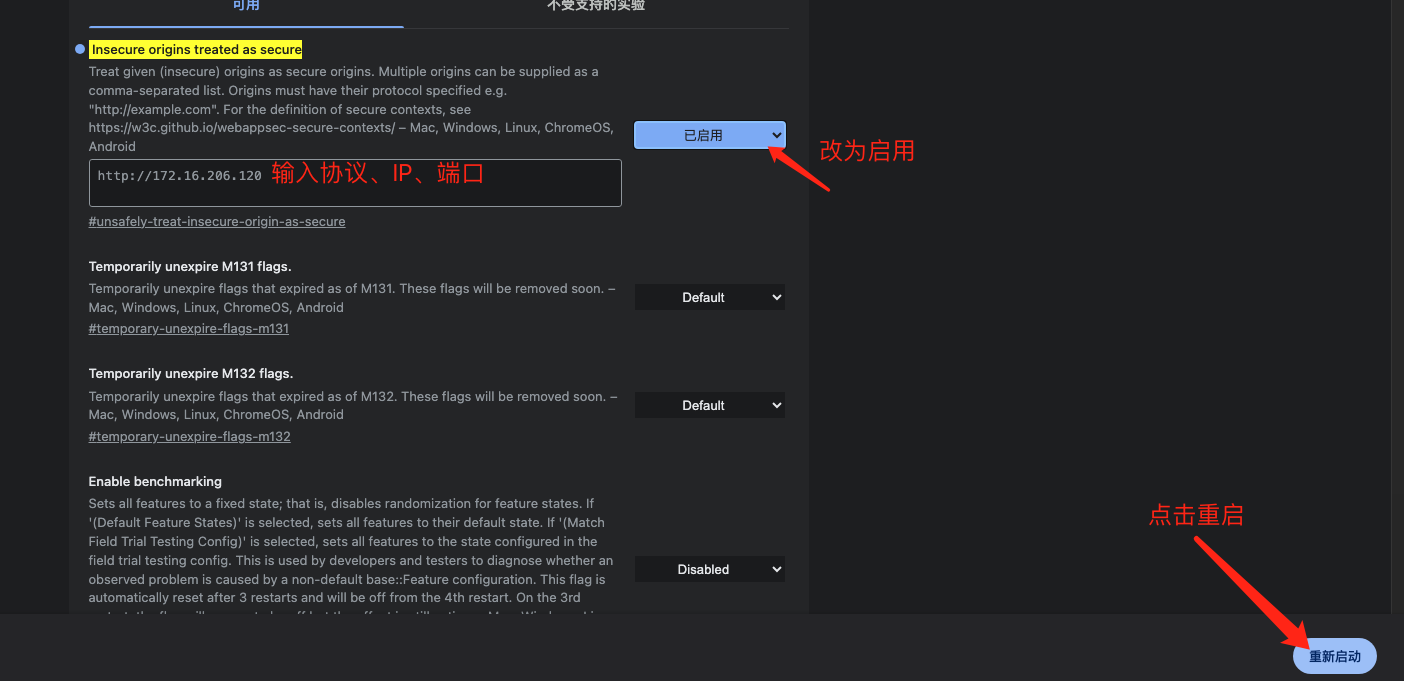 可用
不受支持的实验
Insecure origins treated as secure
Treat given (insecure) origins as secure origins. Multiple origins can be supplied as a
comma-separated list. Origins must have their protocol specified e.g.
"http://example.com". For the definition of secure contexts, see
https://w3c.github.io/webappsec-secure-contexts/ – Mac, Windows, Linux, ChromeOS,
Android
已启用
改为启用
http://172.16.206.120 输入协议、IP、端口
#unsafely-treat-insecure-origin-as-secure
Temporarily unexpire M131 flags.
Temporarily unexpire flags that expired as of M131. These flags will be removed soon. –
Mac, Windows, Linux, ChromeOS, Android
Default
#temporary-unexpire-flags-m131
Temporarily unexpire M132 flags.
Temporarily unexpire flags that expired as of M132. These flags will be removed soon. –
Mac, Windows, Linux, ChromeOS, Android
Default
#temporary-unexpire-flags-m132
Enable benchmarking
Sets all features to a fixed state; that is, disables randomization for feature states. If
'(Default Feature States)' is selected, sets all features to their default state. If '(Match
Field Trial Testing Config)' is selected, sets all features to the state configured in the
field trial testing config. This is used by developers and testers to diagnose whether an
observed problem is caused by a non-default base::Feature configuration. This flag is
automatically reset after 3 restarts and will be off from the 4th restart. On the 3rd
Disabled
点击重启
重新启动